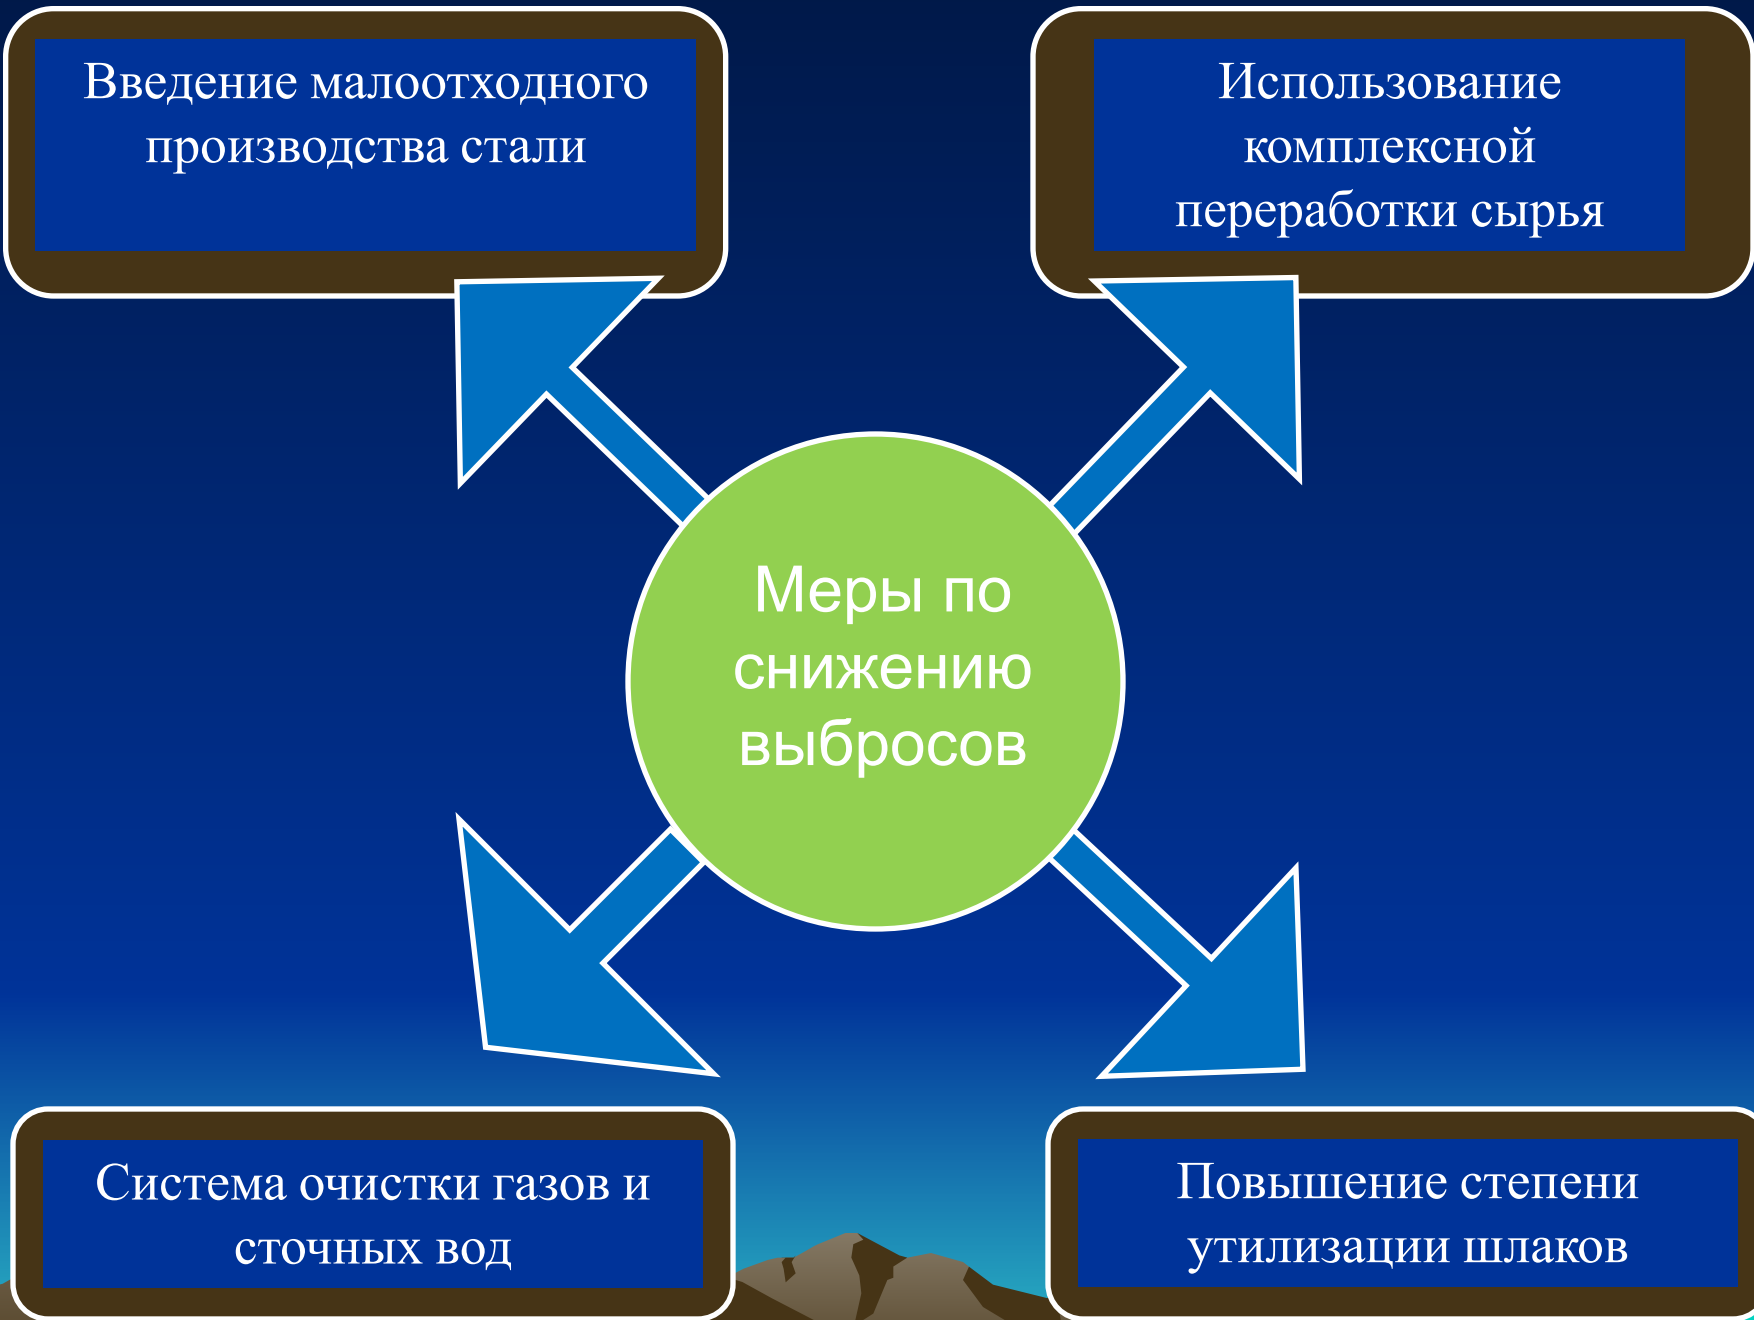 Введение малоотходного
производства стали
Использование
комплексной
переработки сырья
Меры по
снижению
выбросов
Система очистки газов и
сточных вод
Повышение степени
утилизации шлаков